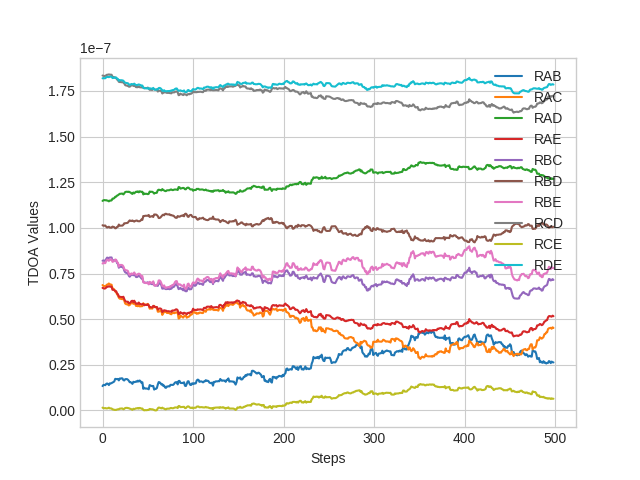 1e−7
1.75
1.50
1.25
1.00
0.75
0.50
0.25
0.00
TDOA Values
0
100
200
300
400
500
Steps
RAB
RAC
RAD
RAE
RBC
RBD
RBE
RCD
RCE
RDE